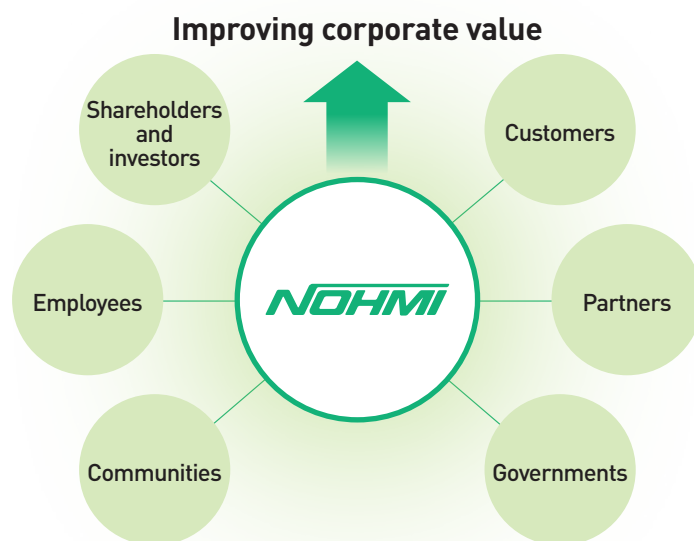 Improving corporate value
Shareholders
and
investors
Customers
NOHMI
Employees
Partners
Communities
Governments